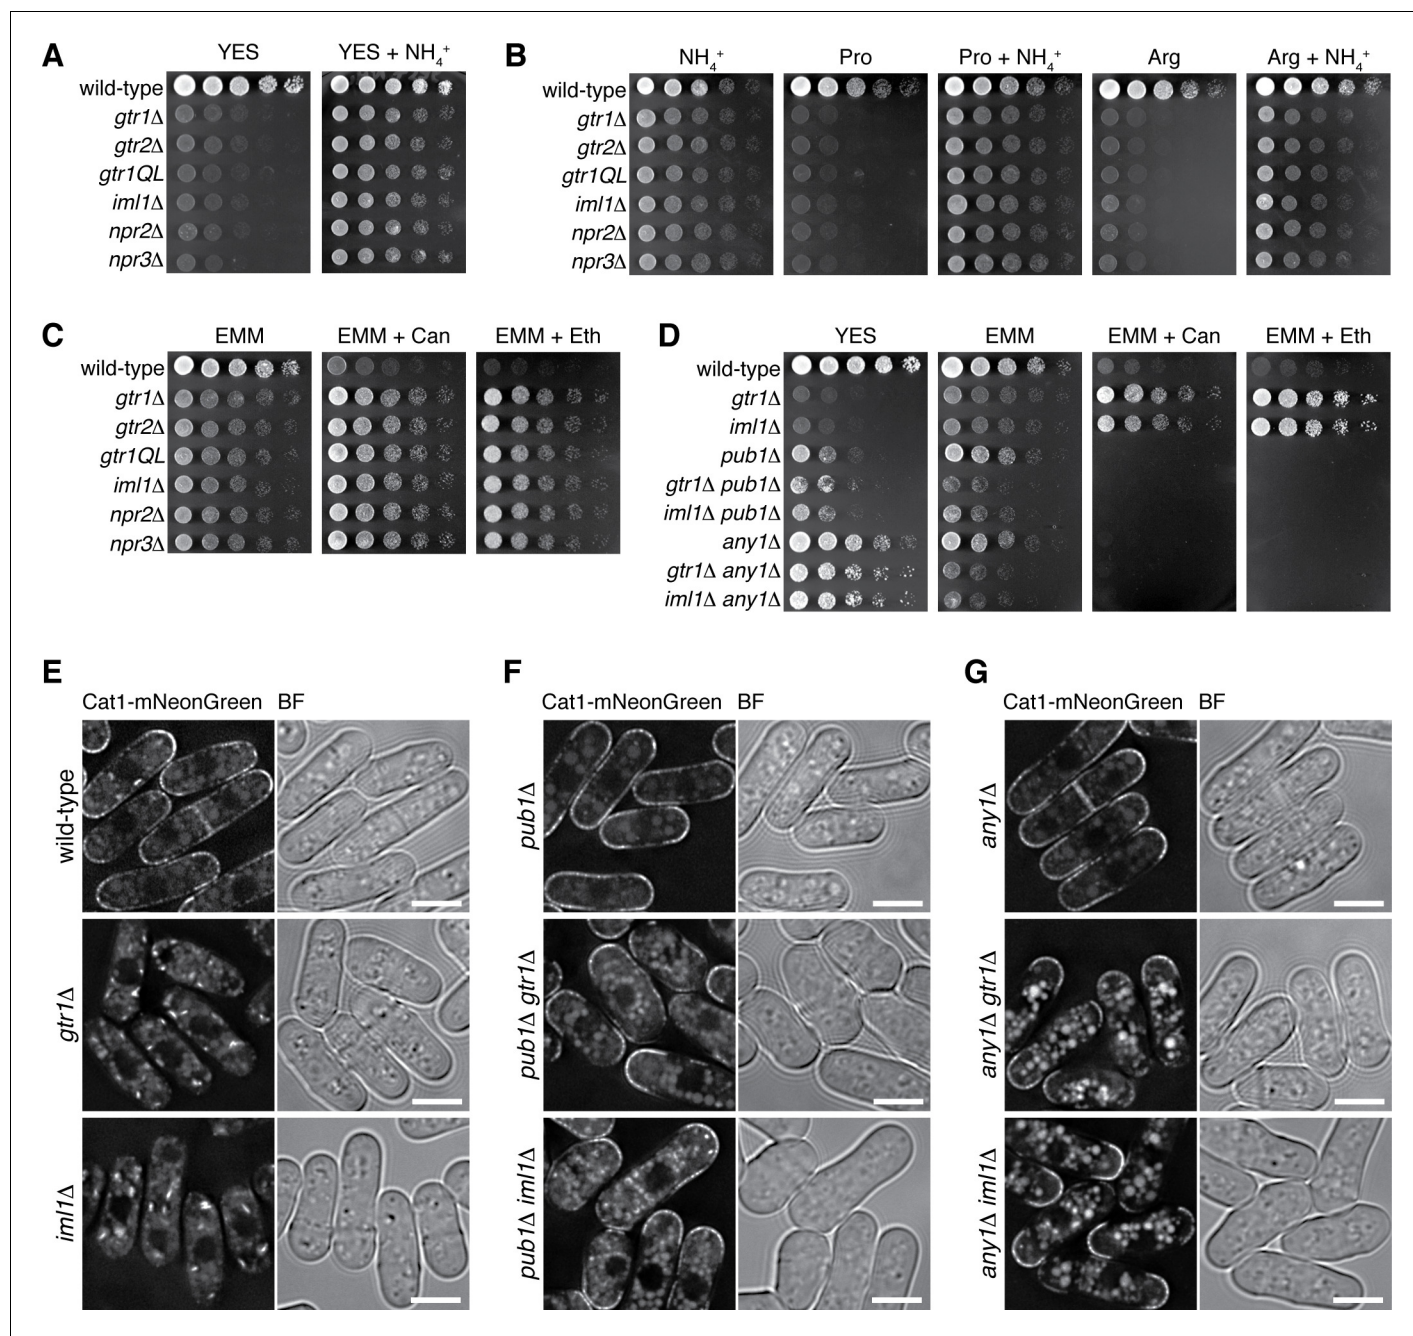 A
YES
YES + NH₄⁺
wild-type
gtr1Δ
gtr2Δ
gtr1QL
iml1Δ
npr2Δ
npr3Δ
B
NH₄⁺
Pro
Pro + NH₄⁺
Arg
Arg + NH₄⁺
wild-type
gtr1Δ
gtr2Δ
gtr1QL
iml1Δ
npr2Δ
npr3Δ
C
EMM
EMM + Can
EMM + Eth
wild-type
gtr1Δ
gtr2Δ
gtr1QL
iml1Δ
npr2Δ
npr3Δ
D
YES
EMM
EMM + Can
EMM + Eth
wild-type
gtr1Δ
iml1Δ
pub1Δ
gtr1Δ pub1Δ
iml1Δ pub1Δ
any1Δ
gtr1Δ any1Δ
iml1Δ any1Δ
E
Cat1-mNeonGreen BF
wild-type
gtr1Δ
iml1Δ
F
Cat1-mNeonGreen BF
pub1Δ
pub1Δ gtr1Δ
pub1Δ iml1Δ
G
Cat1-mNeonGreen BF
any1Δ
any1Δ gtr1Δ
any1Δ iml1Δ